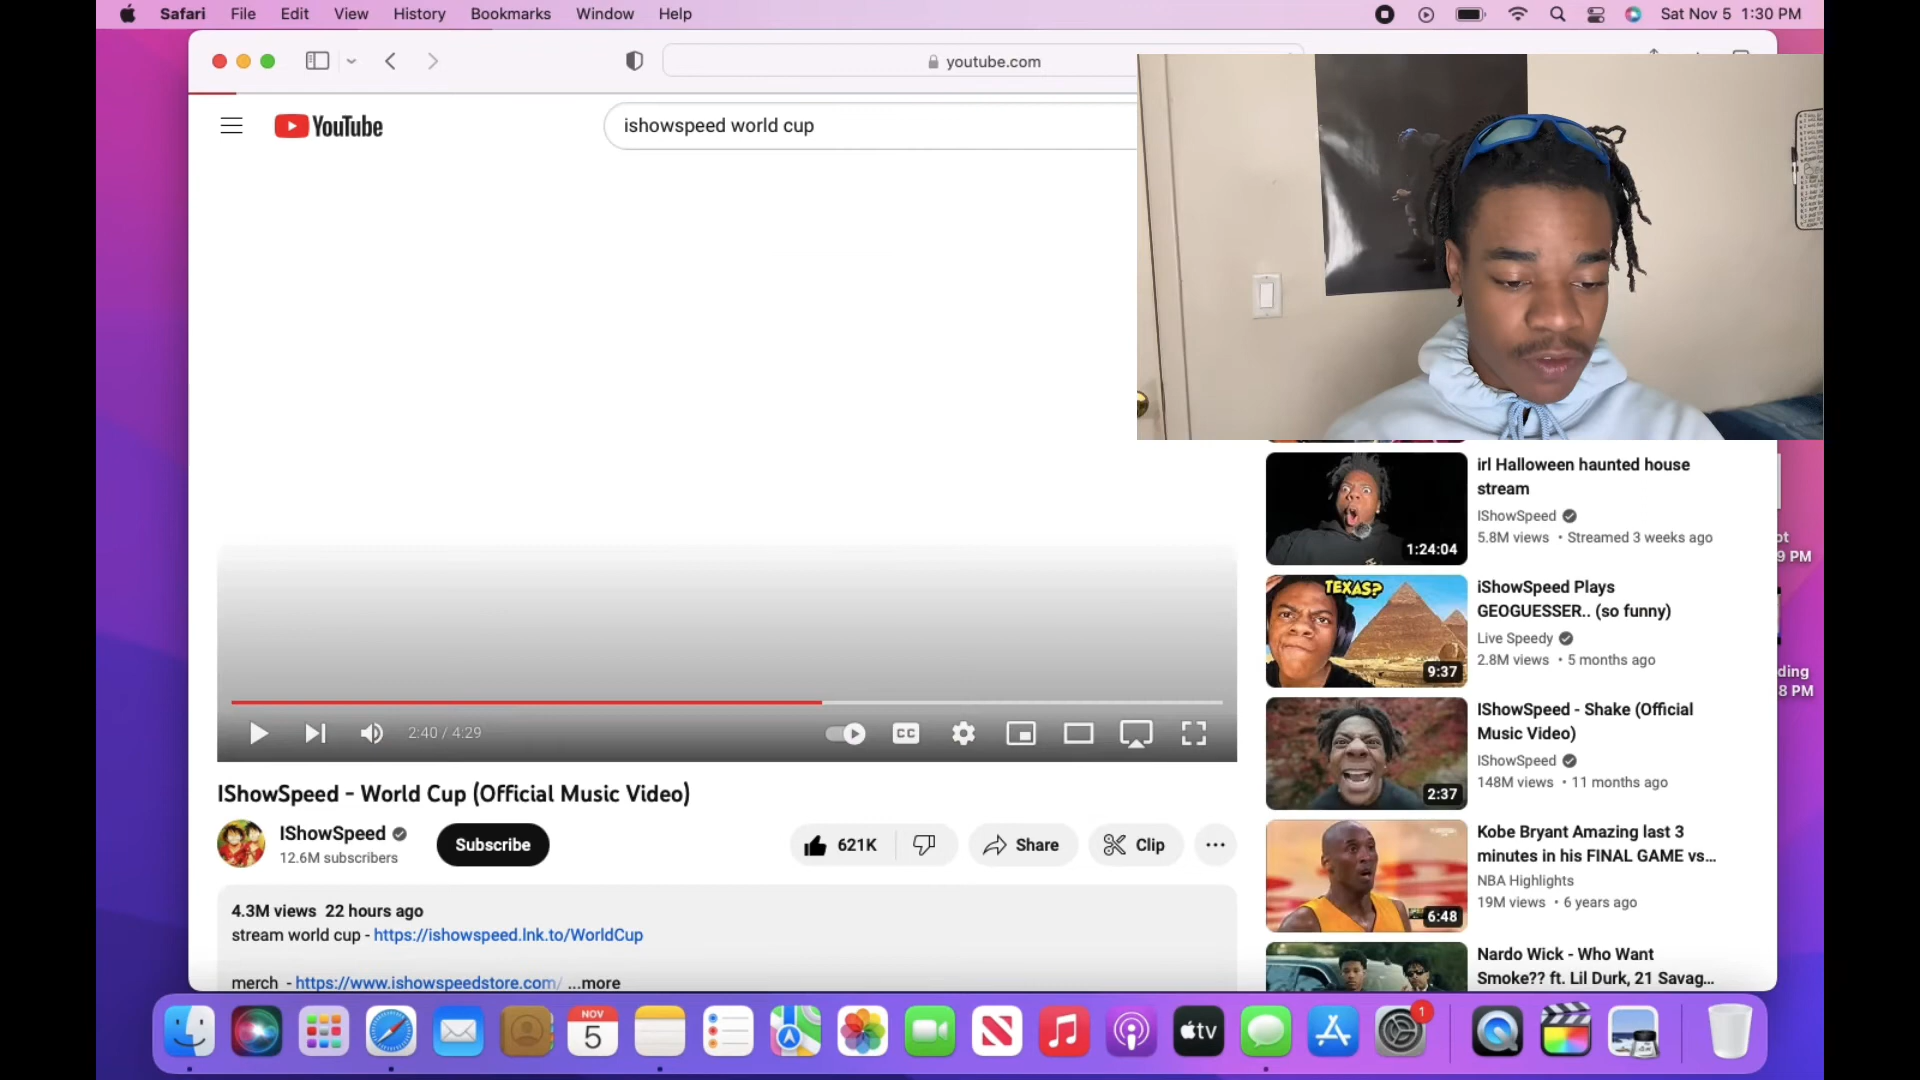 Safari File Edit View History Bookmarks Window Help
Sat Nov 5 1:30 PM
youtube.com
YouTube
ishowspeed world cup
2:40 / 4:29
CC
IShowSpeed - World Cup (Official Music Video)
IShowSpeed
12.6M subscribers
Subscribe
621K
Share
Clip
4.3M views 22 hours ago
stream world cup - https://ishowspeed.lnk.to/WorldCup
merch - https://www.ishowspeedstore.com/ ...more
1:24:04
irl Halloween haunted house
stream
IShowSpeed
5.8M views • Streamed 3 weeks ago
TEXAS?
9:37
iShowSpeed Plays
GEOGUESSER.. (so funny)
Live Speedy
2.8M views • 5 months ago
2:37
IShowSpeed - Shake (Official
Music Video)
IShowSpeed
148M views • 11 months ago
6:48
Kobe Bryant Amazing last 3
minutes in his FINAL GAME vs...
NBA Highlights
19M views • 6 years ago
Nardo Wick - Who Want
Smoke?? ft. Lil Durk, 21 Savag...
ot
9 PM
ding
8 PM
NOV
5
tv
1